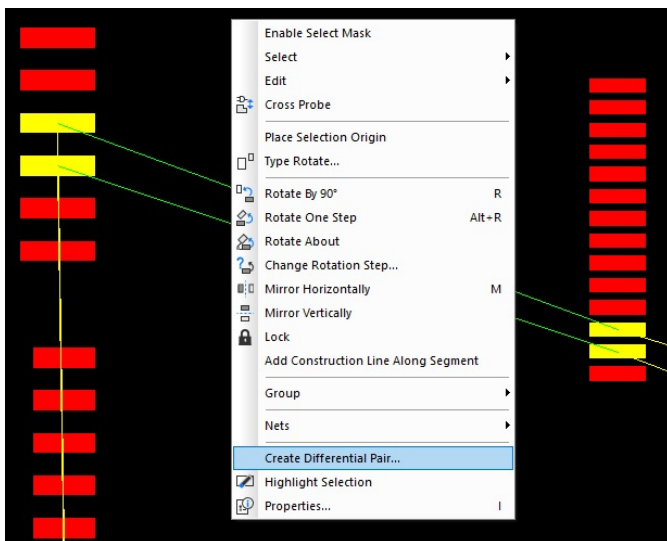 Enable Select Mask
Select
Edit
Cross Probe
Place Selection Origin
Type Rotate...
Rotate By 90° R
Rotate One Step Alt+R
Rotate About
Change Rotation Step...
Mirror Horizontally M
Mirror Vertically
Lock
Add Construction Line Along Segment
Group
Nets
Create Differential Pair...
Highlight Selection
Properties... I